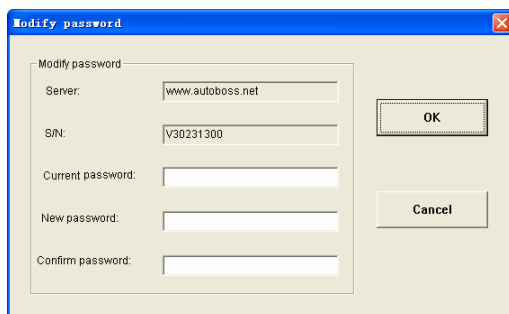 Modify password
Modify password
Server: www.autoboss.net
S/N: V30231300
OK
Current password:
New password:
Cancel
Confirm password: